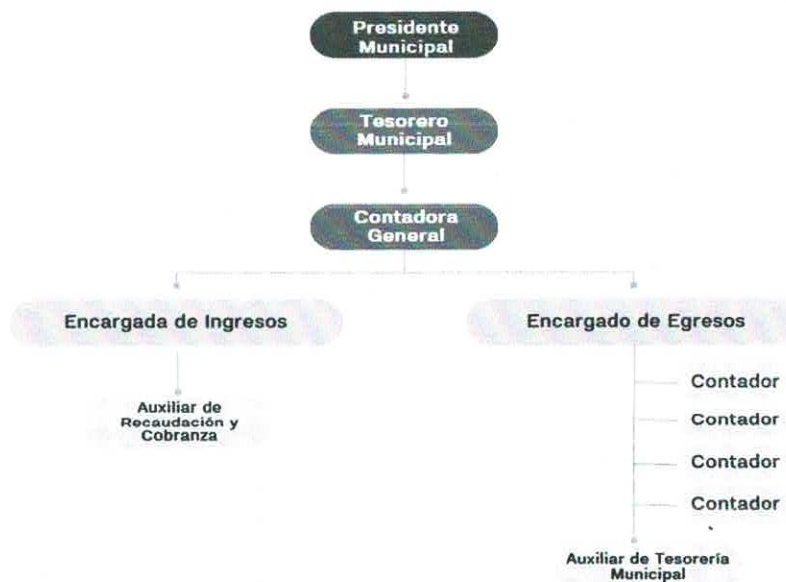 Presidente
Municipal
Tesorero
Municipal
Contadora
General
Encargada de Ingresos
Encargado de Egresos
Auxiliar de
Recaudación y
Cobranza
Contador
Contador
Contador
Contador
Auxiliar de Tesorería
Municipal